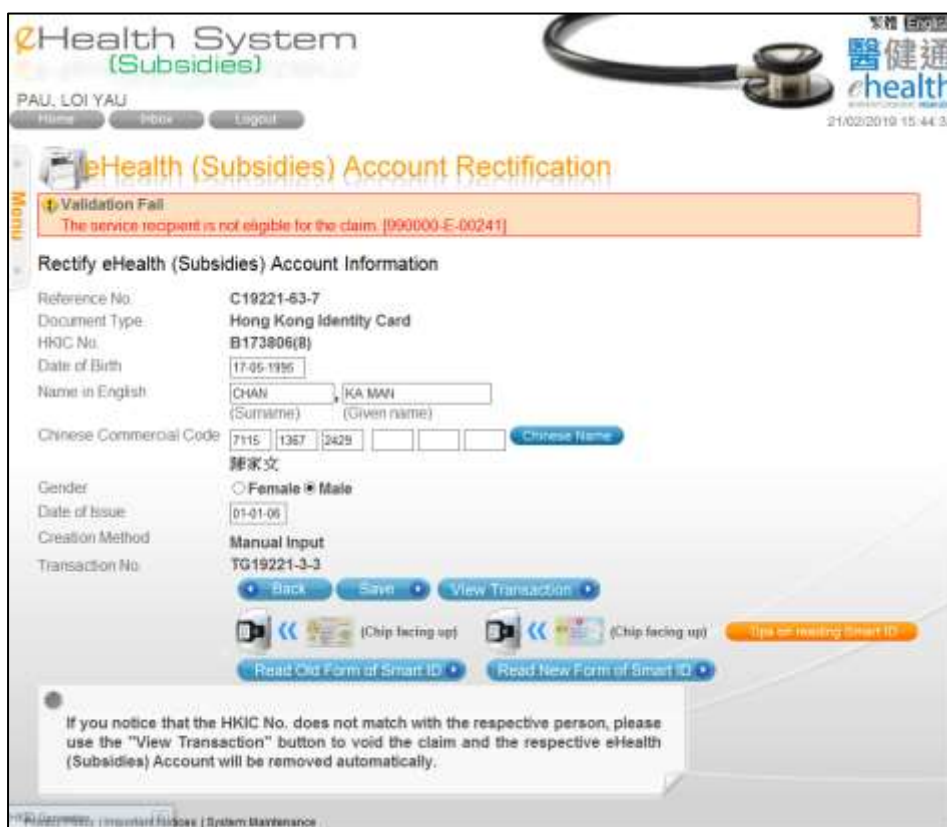 eHealth System
(Subsidies)
繁體 English
醫健通
ehealth
PAU, LOI YAU
Home Inbox Logout
21/02/2019 15:44:3
Menu
eHealth (Subsidies) Account Rectification
Validation Fail
The service recipient is not eligible for the claim. [990000-E-00241]
Rectify eHealth (Subsidies) Account Information
Reference No. C19221-63-7
Document Type Hong Kong Identity Card
HKIC No. B173806(8)
Date of Birth 17-05-1995
Name in English CHAN , KA MAN
(Surname) (Given name)
Chinese Commercial Code 7115 1367 2429 Chinese Name
陳家文
Gender Female Male
Date of Issue 01-01-06
Creation Method Manual Input
Transaction No. TG19221-3-3
Back Save View Transaction
(Chip facing up) (Chip facing up) Tips on reading Smart ID
Read Old Form of Smart ID Read New Form of Smart ID
If you notice that the HKIC No. does not match with the respective person, please
use the "View Transaction" button to void the claim and the respective eHealth
(Subsidies) Account will be removed automatically.
Privacy Policy | Important Notices | System Maintenance